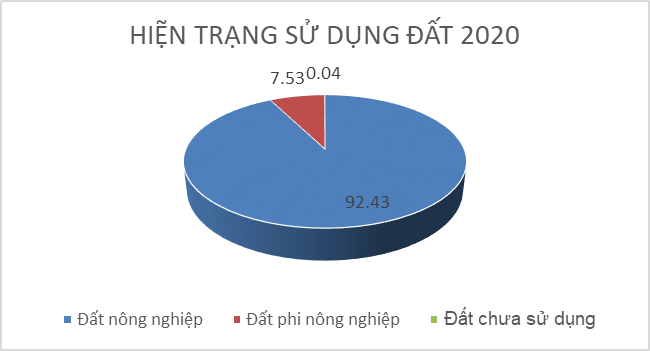 HIỆN TRẠNG SỬ DỤNG ĐẤT 2020
7.53 0.04
92.43
Đất nông nghiệp Đất phi nông nghiệp Đất chưa sử dụng